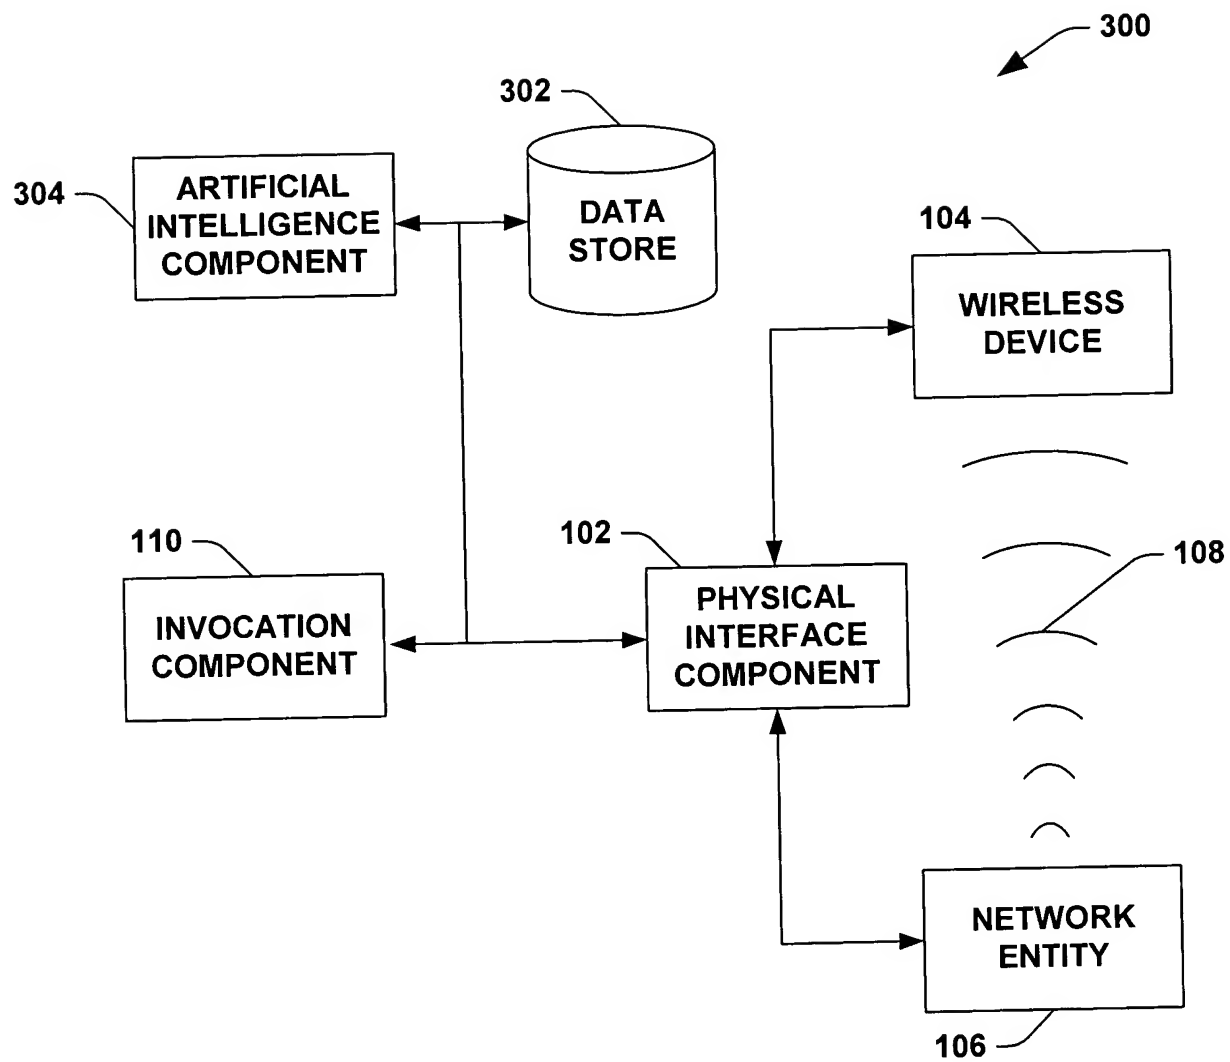 300
302
304
ARTIFICIAL
INTELLIGENCE
COMPONENT
DATA
STORE
104
WIRELESS
DEVICE
110
INVOCATION
COMPONENT
102
PHYSICAL
INTERFACE
COMPONENT
108
NETWORK
ENTITY
106